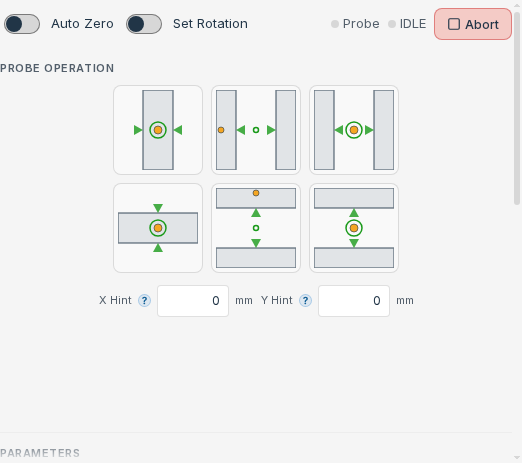 Auto Zero Set Rotation Probe IDLE Abort
PROBE OPERATION
X Hint ? 0 mm Y Hint ? 0 mm
PARAMETERS